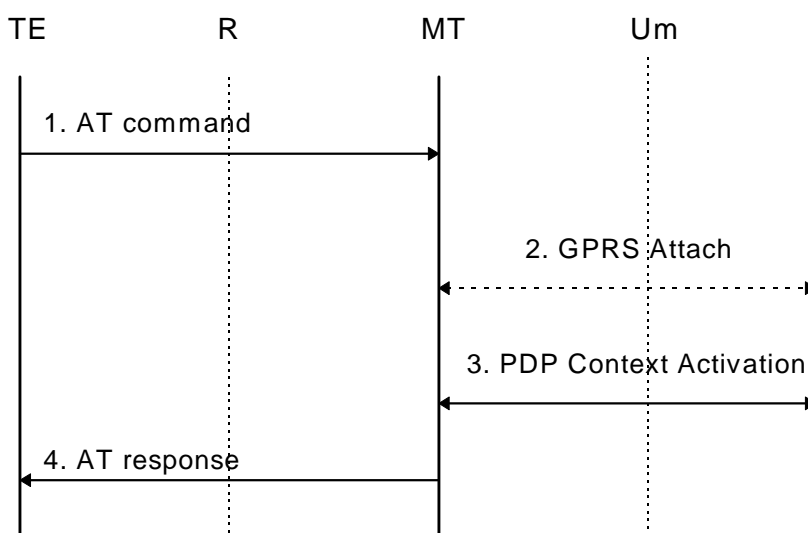 TE R MT Um
1. AT command
2. GPRS Attach
3. PDP Context Activation
4. AT response